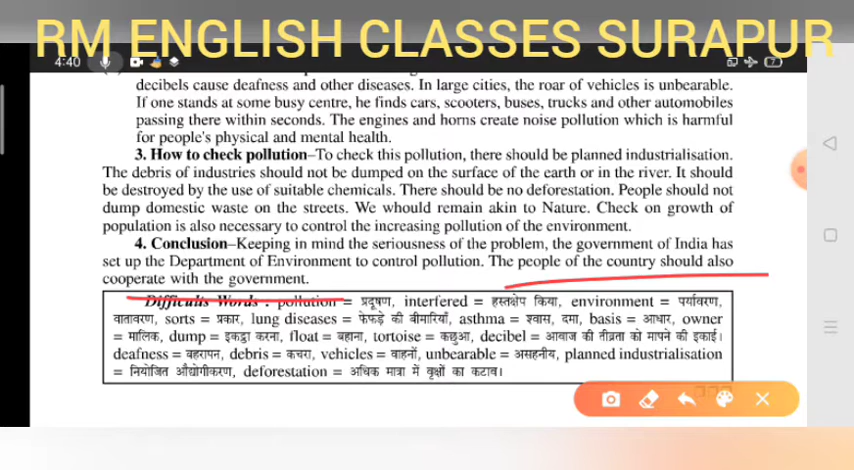 RM ENGLISH CLASSES SURAPUR
4:40
decibels cause deafness and other diseases. In large cities, the roar of vehicles is unbearable.
If one stands at some busy centre, he finds cars, scooters, buses, trucks and other automobiles
passing there within seconds. The engines and horns create noise pollution which is harmful
for people's physical and mental health.
3. How to check pollution–To check this pollution, there should be planned industrialisation.
The debris of industries should not be dumped on the surface of the earth or in the river. It should
be destroyed by the use of suitable chemicals. There should be no deforestation. People should not
dump domestic waste on the streets. We whould remain akin to Nature. Check on growth of
population is also necessary to control the increasing pollution of the environment.
4. Conclusion–Keeping in mind the seriousness of the problem, the government of India has
set up the Department of Environment to control pollution. The people of the country should also
cooperate with the government.
Difficults Words : pollution = प्रदूषण, interfered = हस्तक्षेप किया, environment = पर्यावरण,
वातावरण, sorts = प्रकार, lung diseases = फेफड़े की बीमारियाँ, asthma = श्वास, दमा, basis = आधार, owner
= मालिक, dump = इकट्ठा करना, float = बहाना, tortoise = कछुआ, decibel = आवाज की तीव्रता को मापने की इकाई।
deafness = बहरापन, debris = कचरा, vehicles = वाहनों, unbearable = असहनीय, planned industrialisation
= नियोजित औद्योगीकरण, deforestation = अधिक मात्रा में वृक्षों का कटाव।